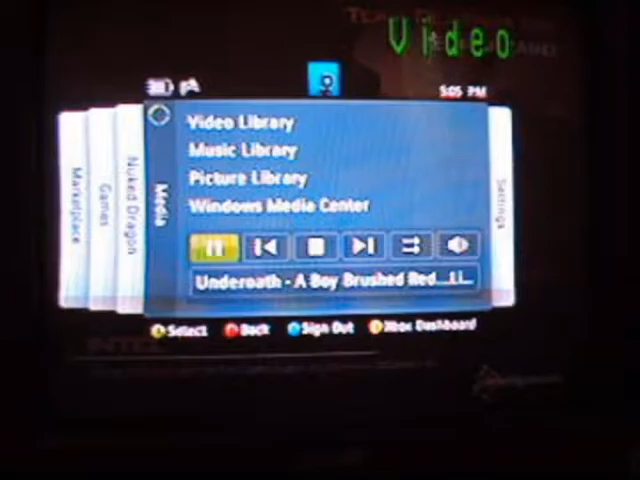 Video
5:05 PM
Video Library
Music Library
Picture Library
Windows Media Center
Underoath - A Boy Brushed Red...Li...
Marketplace
Games
Nuked Dragon
Media
Settings
Select
Back
Sign Out
Xbox Dashboard